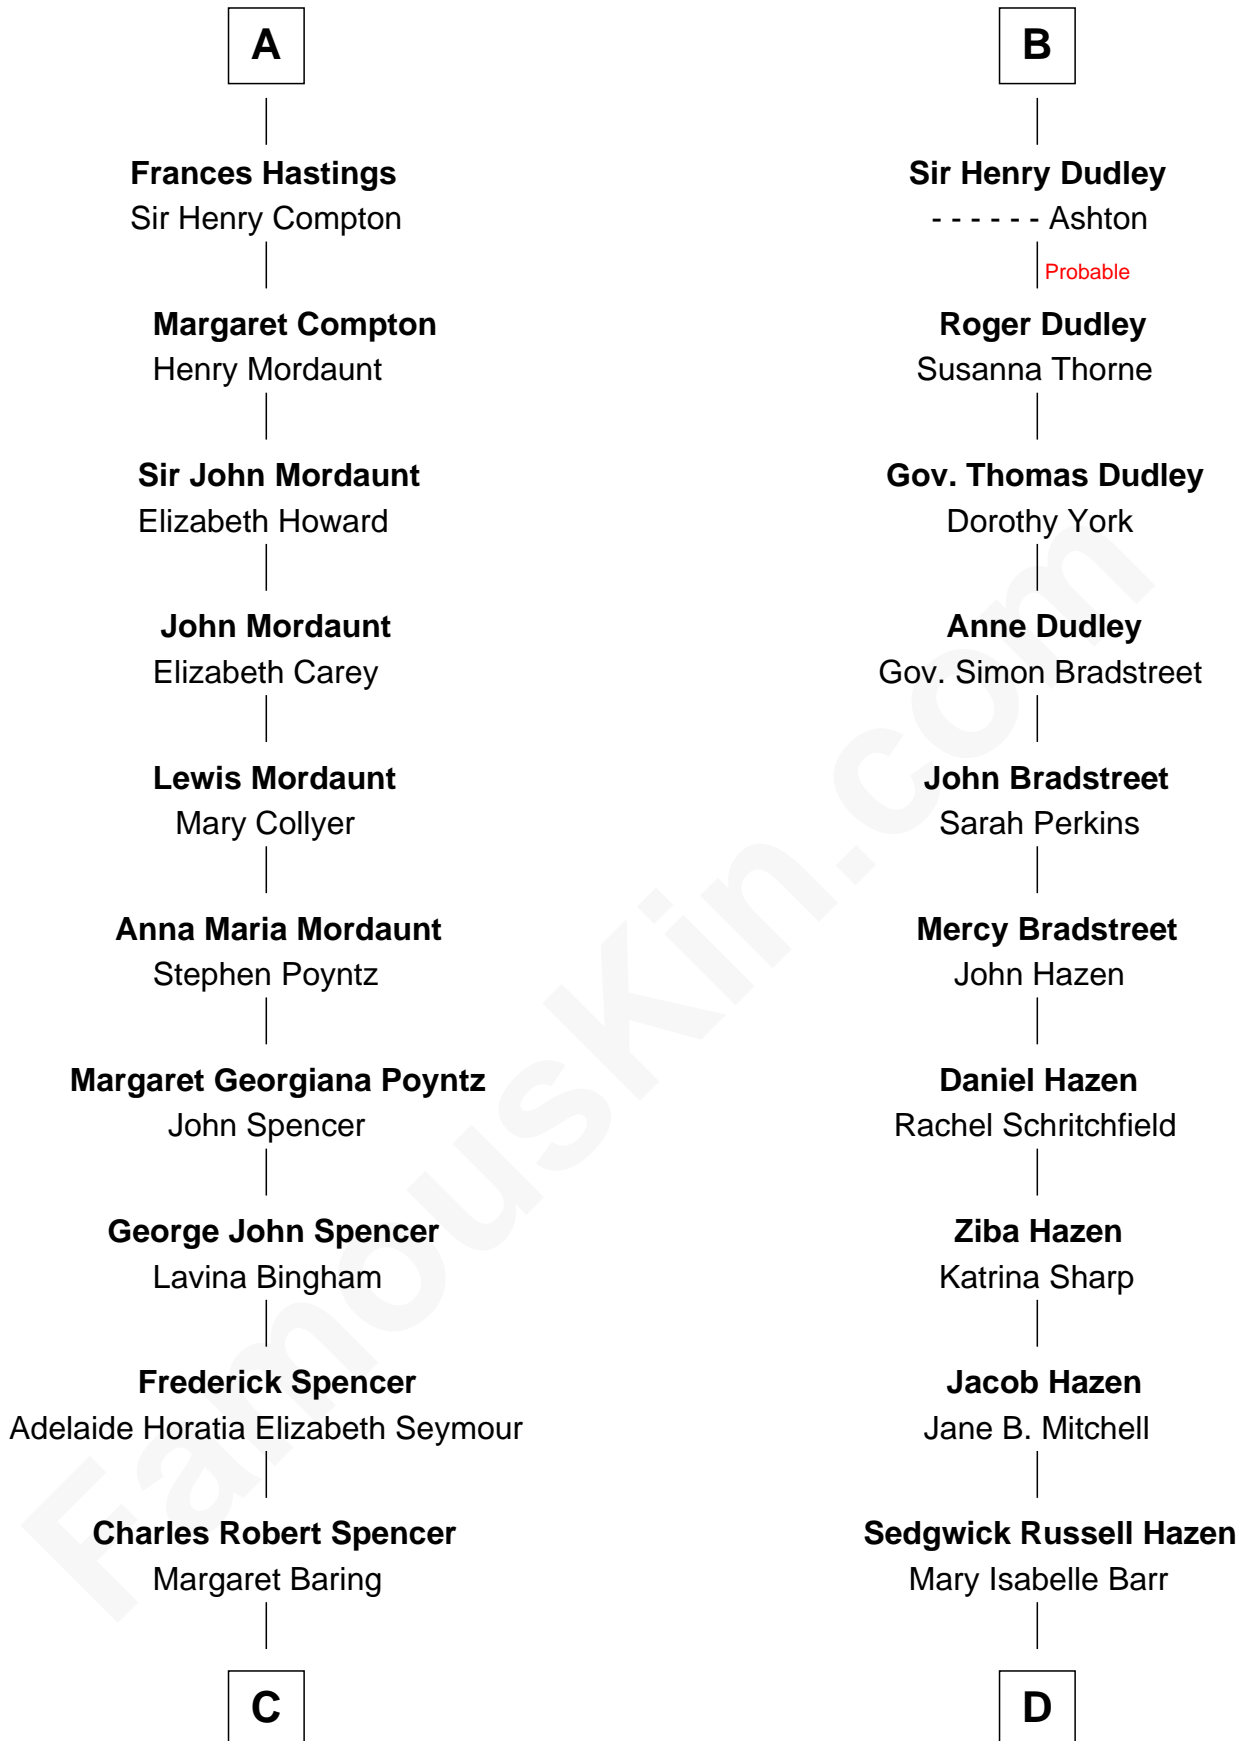 A
Frances Hastings
Sir Henry Compton
Margaret Compton
Henry Mordaunt
Sir John Mordaunt
Elizabeth Howard
John Mordaunt
Elizabeth Carey
Lewis Mordaunt
Mary Collyer
Anna Maria Mordaunt
Stephen Poyntz
Margaret Georgiana Poyntz
John Spencer
George John Spencer
Lavina Bingham
Frederick Spencer
Adelaide Horatia Elizabeth Seymour
Charles Robert Spencer
Margaret Baring
C
B
Sir Henry Dudley
- - - - - - Ashton
Probable
Roger Dudley
Susanna Thorne
Gov. Thomas Dudley
Dorothy York
Anne Dudley
Gov. Simon Bradstreet
John Bradstreet
Sarah Perkins
Mercy Bradstreet
John Hazen
Daniel Hazen
Rachel Schritchfield
Ziba Hazen
Katrina Sharp
Jacob Hazen
Jane B. Mitchell
Sedgwick Russell Hazen
Mary Isabelle Barr
D
FamousKin.com